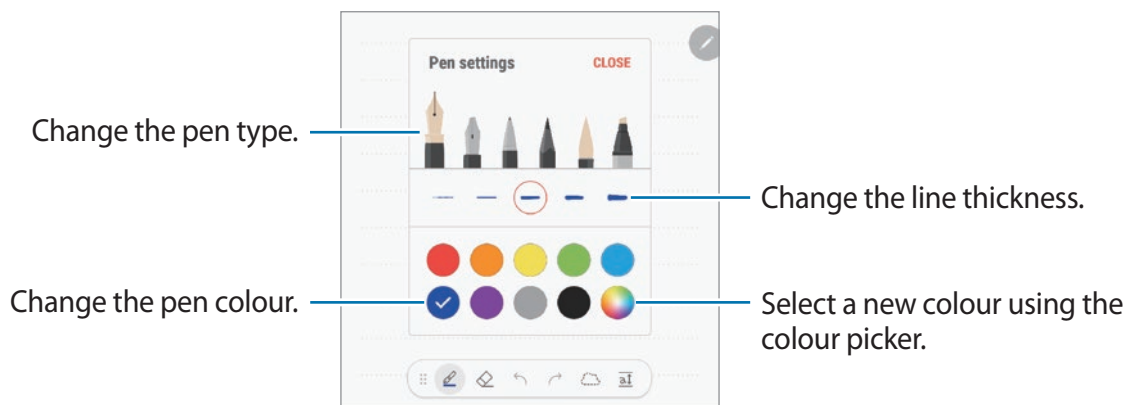 Pen settings CLOSE
Change the pen type.
Change the line thickness.
Change the pen colour.
Select a new colour using the
colour picker.
aI